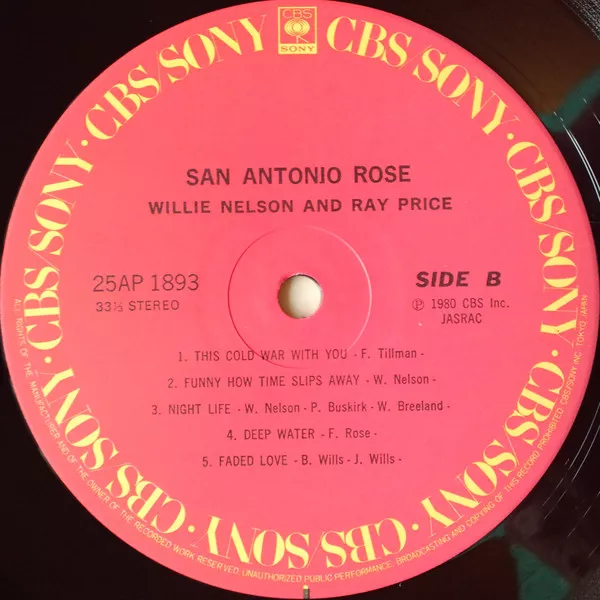 CBS
SONY
CBS/SONY · CBS/SONY · CBS/SONY · CBS/SONY · CBS/SONY · CBS/SONY · CBS/SONY · CBS/SONY
SAN ANTONIO ROSE
WILLIE NELSON AND RAY PRICE
25AP 1893
33⅓ STEREO
SIDE B
Ⓟ 1980 CBS Inc.
JASRAC
1. THIS COLD WAR WITH YOU - F. Tillman -
2. FUNNY HOW TIME SLIPS AWAY - W. Nelson -
3. NIGHT LIFE - W. Nelson - P. Buskirk - W. Breeland -
4. DEEP WATER - F. Rose -
5. FADED LOVE - B. Wills - J. Wills -
ALL RIGHTS OF THE MANUFACTURER AND OF THE OWNER OF THE RECORDED WORK RESERVED. UNAUTHORIZED PUBLIC PERFORMANCE, BROADCASTING AND COPYING OF THIS RECORD PROHIBITED. CBS/SONY INC. TOKYO JAPAN